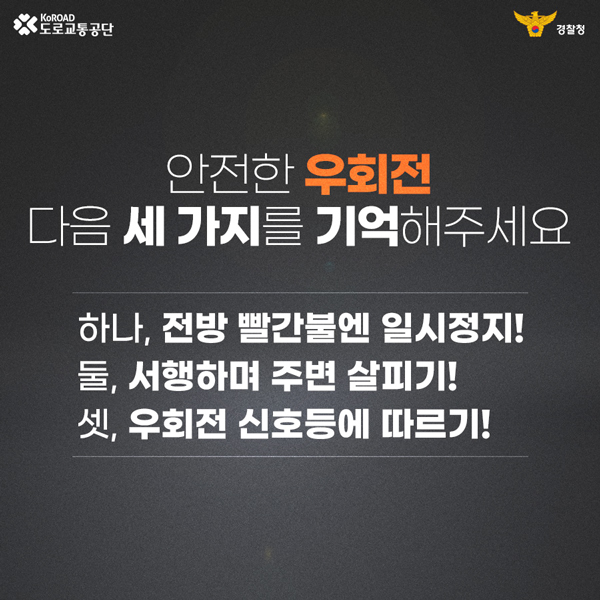 KoROAD
도로교통공단
경찰청
안전한 우회전
다음 세 가지를 기억해주세요
하나, 전방 빨간불엔 일시정지!
둘, 서행하며 주변 살피기!
셋, 우회전 신호등에 따르기!